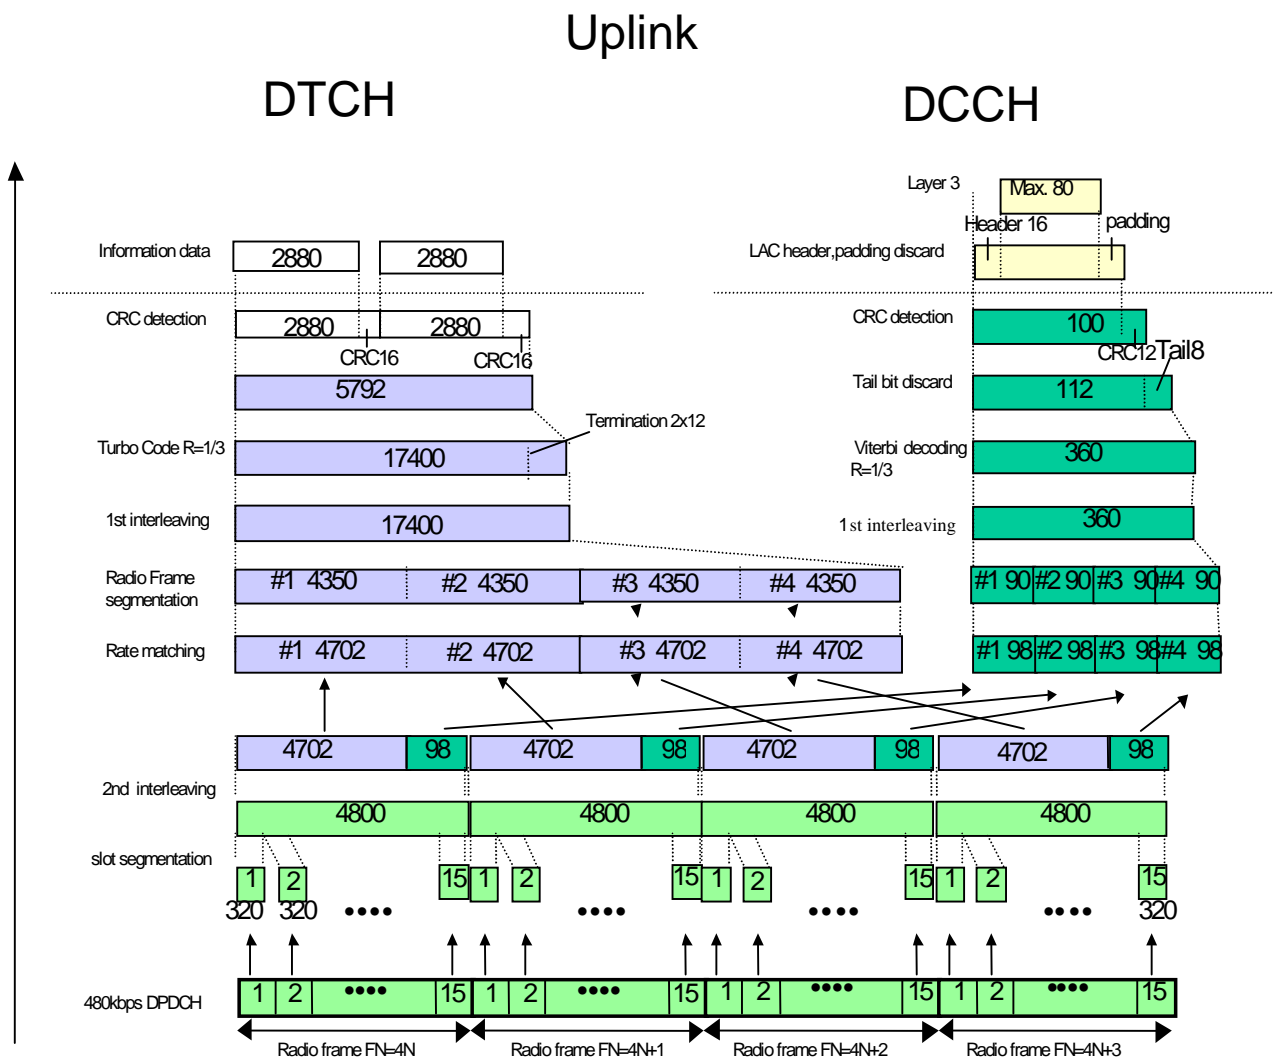 Uplink
DTCH
DCCH
Layer 3
Max. 80
Header 16
padding
Information data
2880
2880
LAC header,padding discard
CRC detection
2880
2880
CRC16
CRC16
CRC detection
100
CRC12
Tail8
5792
Tail bit discard
112
Termination 2x12
Turbo Code R=1/3
17400
Viterbi decoding
R=1/3
360
1st interleaving
17400
1st interleaving
360
Radio Frame
segmentation
#1 4350
#2 4350
#3 4350
#4 4350
#1 90
#2 90
#3 90
#4 90
Rate matching
#1 4702
#2 4702
#3 4702
#4 4702
#1 98
#2 98
#3 98
#4 98
4702
98
4702
98
4702
98
4702
98
2nd interleaving
4800
4800
4800
4800
slot segmentation
1
2
15
1
2
15
1
2
15
1
2
15
320
320
320
480kbps DPDCH
1
2
15
1
2
15
1
2
15
1
2
15
Radio frame FN=4N
Radio frame FN=4N+1
Radio frame FN=4N+2
Radio frame FN=4N+3